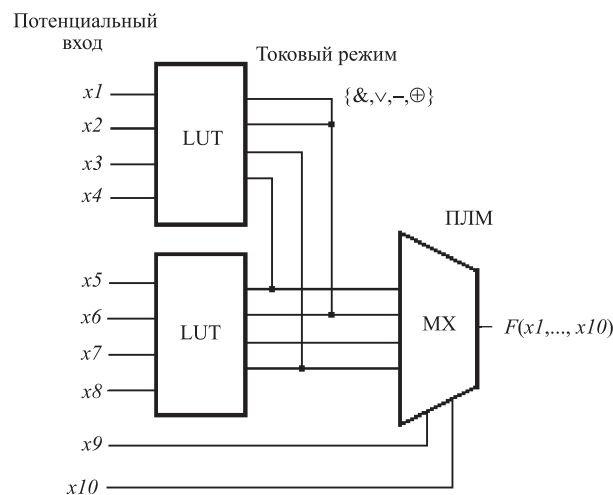 Потенциальный
вход
Токовый режим
x1
x2
x3
x4
LUT
{&,∨,–,⊕}
ПЛМ
x5
x6
x7
x8
LUT
MX
F(x1,..., x10)
x9
x10